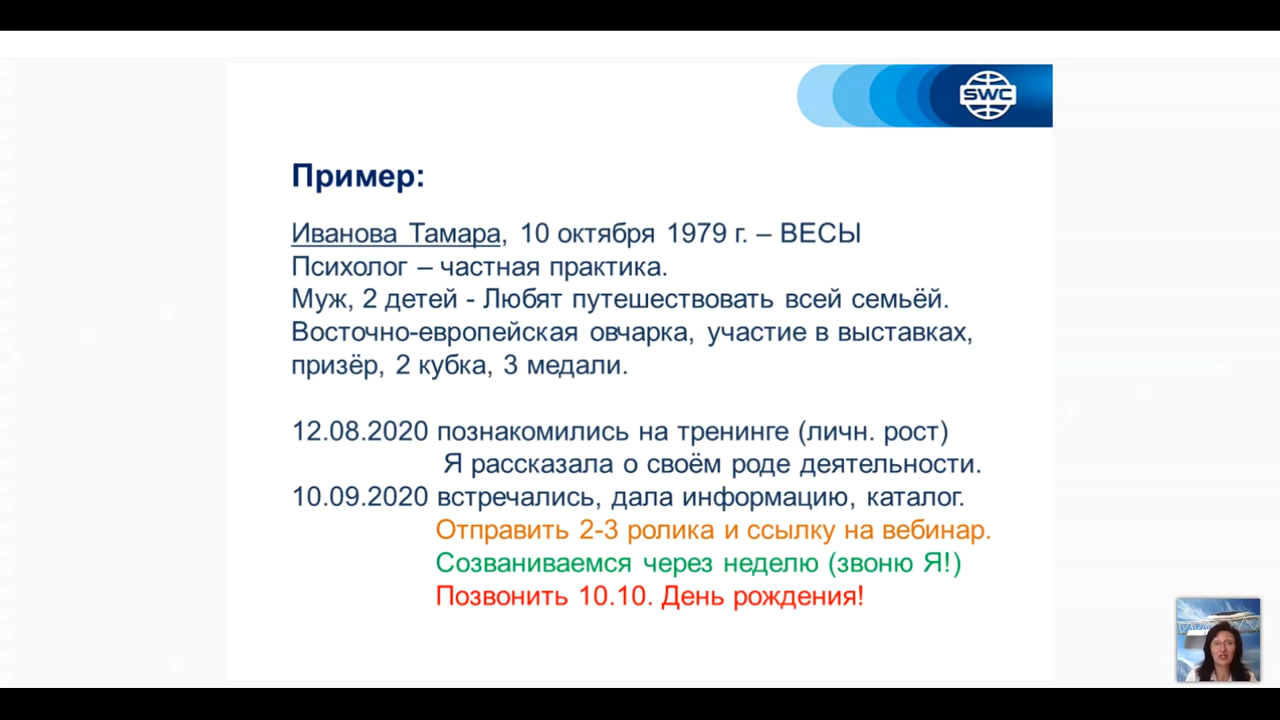 SWC
Пример:
Иванова Тамара, 10 октября 1979 г. – ВЕСЫ
Психолог – частная практика.
Муж, 2 детей - Любят путешествовать всей семьёй.
Восточно-европейская овчарка, участие в выставках,
призёр, 2 кубка, 3 медали.
12.08.2020 познакомились на тренинге (личн. рост)
Я рассказала о своём роде деятельности.
10.09.2020 встречались, дала информацию, каталог.
Отправить 2-3 ролика и ссылку на вебинар.
Созваниваемся через неделю (звоню Я!)
Позвонить 10.10. День рождения!